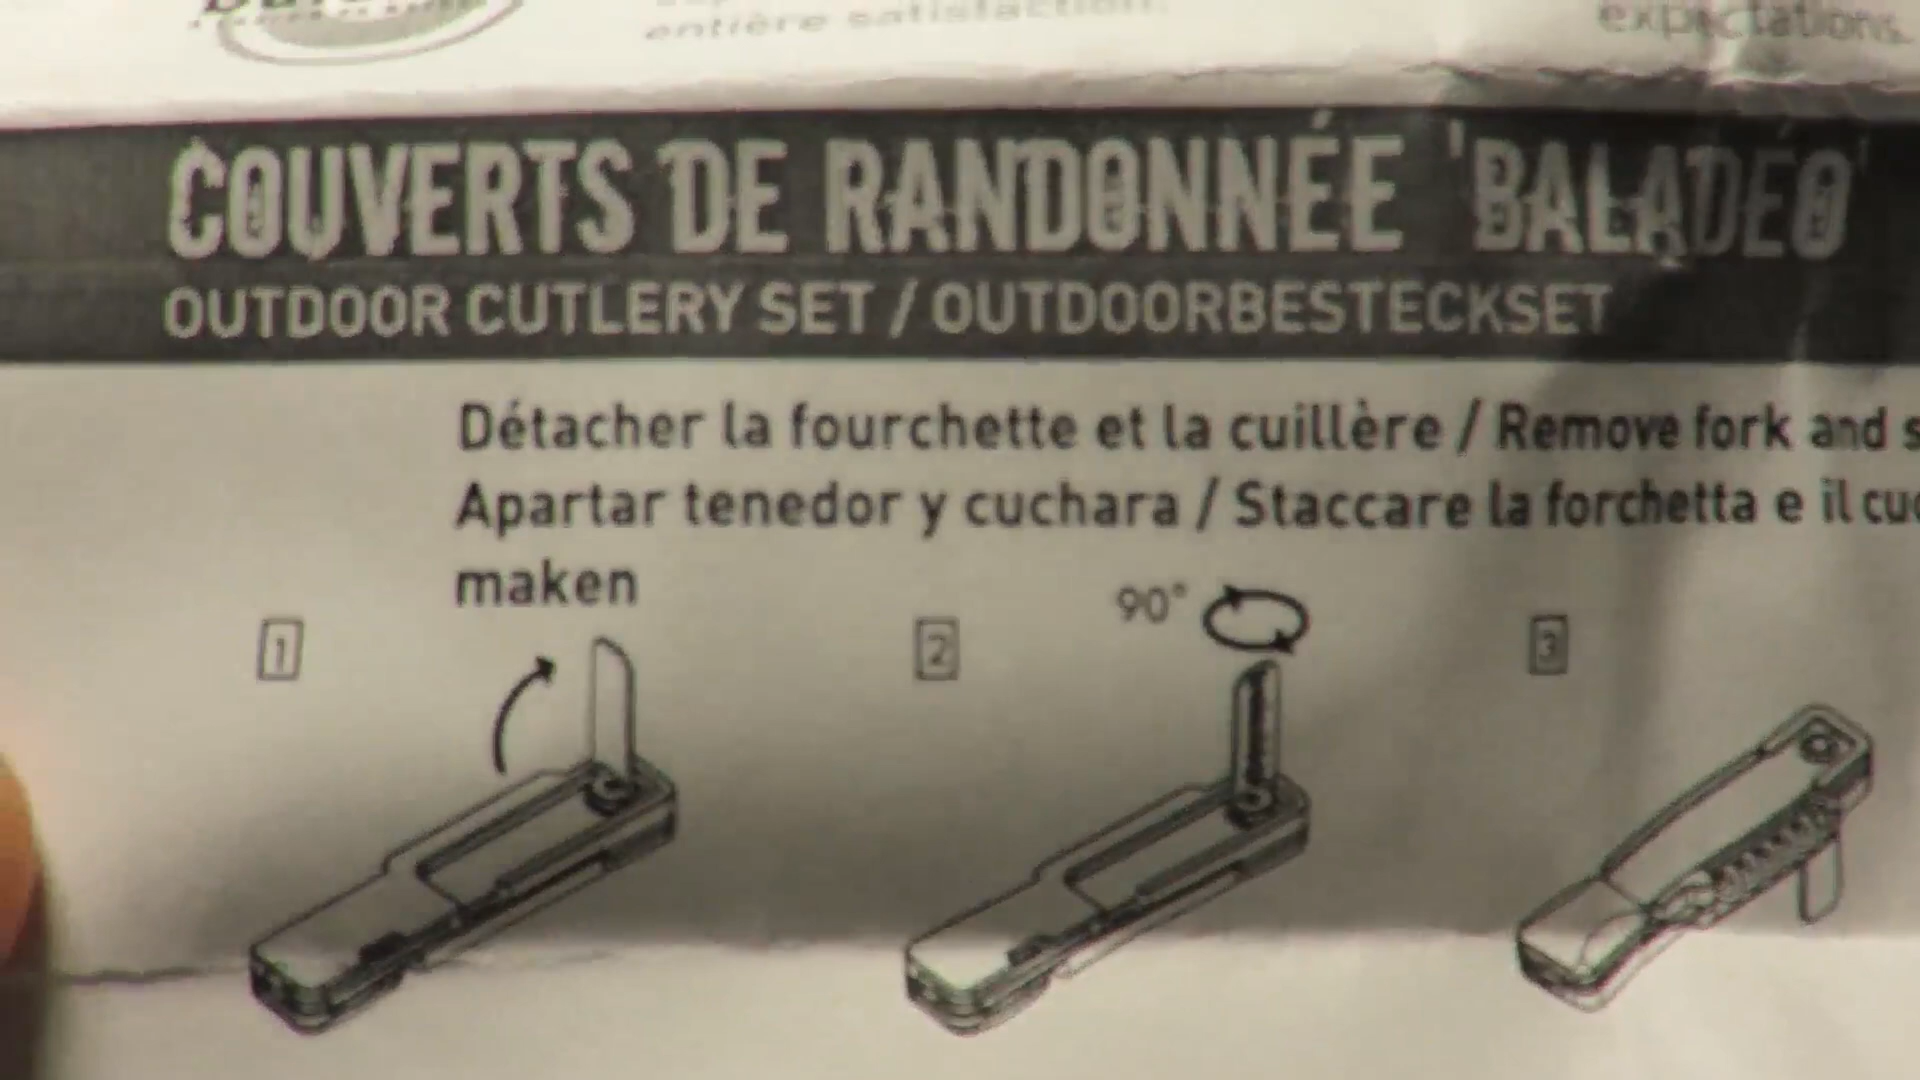 entière satisfaction.
expectations.
COUVERTS DE RANDONNÉE 'BALADÉO'
OUTDOOR CUTLERY SET / OUTDOORBESTECKSET
Détacher la fourchette et la cuillère / Remove fork and s
Apartar tenedor y cuchara / Staccare la forchetta e il cuc
maken
90°
1
2
3